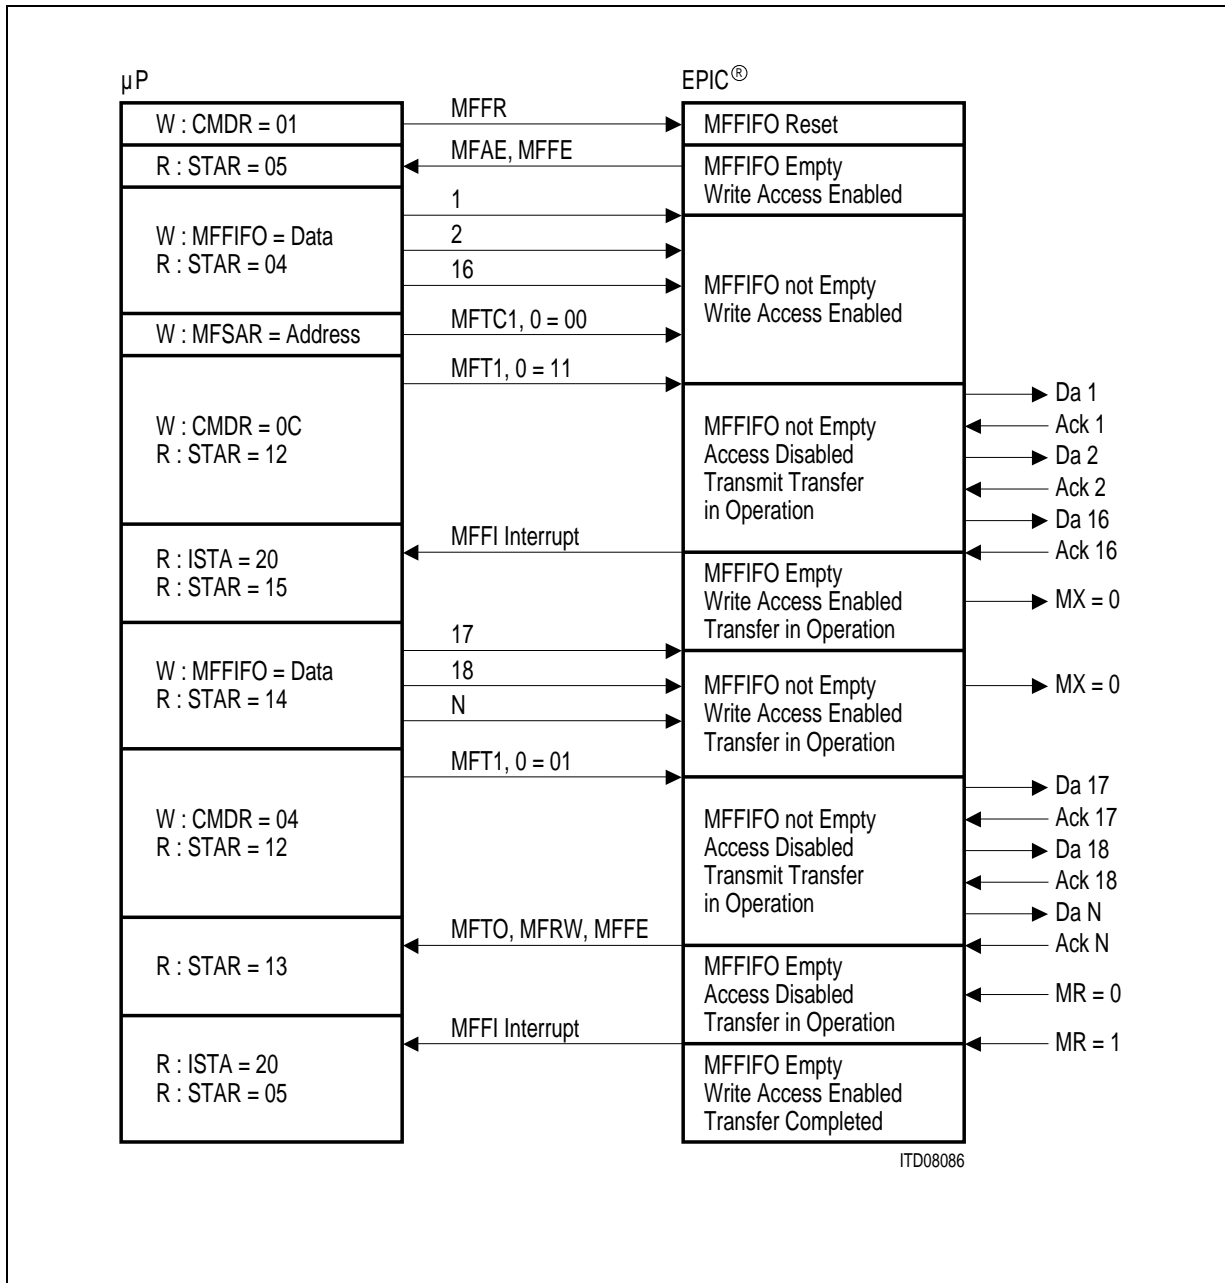 µP
EPIC®
W : CMDR = 01
MFFR
MFFIFO Reset
R : STAR = 05
MFAE, MFFE
MFFIFO Empty
Write Access Enabled
W : MFFIFO = Data
R : STAR = 04
1
2
16
MFFIFO not Empty
Write Access Enabled
W : MFSAR = Address
MFTC1, 0 = 00
MFT1, 0 = 11
W : CMDR = 0C
R : STAR = 12
MFFIFO not Empty
Access Disabled
Transmit Transfer
in Operation
Da 1
Ack 1
Da 2
Ack 2
Da 16
Ack 16
R : ISTA = 20
R : STAR = 15
MFFI Interrupt
MFFIFO Empty
Write Access Enabled
Transfer in Operation
MX = 0
W : MFFIFO = Data
R : STAR = 14
17
18
N
MFFIFO not Empty
Write Access Enabled
Transfer in Operation
MX = 0
MFT1, 0 = 01
W : CMDR = 04
R : STAR = 12
MFFIFO not Empty
Access Disabled
Transmit Transfer
in Operation
Da 17
Ack 17
Da 18
Ack 18
Da N
Ack N
R : STAR = 13
MFTO, MFRW, MFFE
MFFIFO Empty
Access Disabled
Transfer in Operation
MR = 0
MR = 1
R : ISTA = 20
R : STAR = 05
MFFI Interrupt
MFFIFO Empty
Write Access Enabled
Transfer Completed
ITD08086